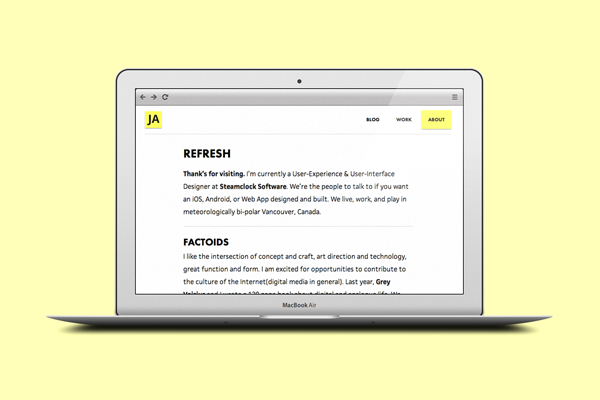 JA
BLOG WORK ABOUT
REFRESH
Thank's for visiting. I'm currently a User-Experience & User-Interface
Designer at Steamclock Software. We're the people to talk to if you want
an iOS, Android, or Web App designed and built. We live, work, and play in
meteorologically bi-polar Vancouver, Canada.
FACTOIDS
I like the intersection of concept and craft, art direction and technology,
great function and form. I am excited for opportunities to contribute to
the culture of the Internet(digital media in general). Last year, Grey
MacBook Air